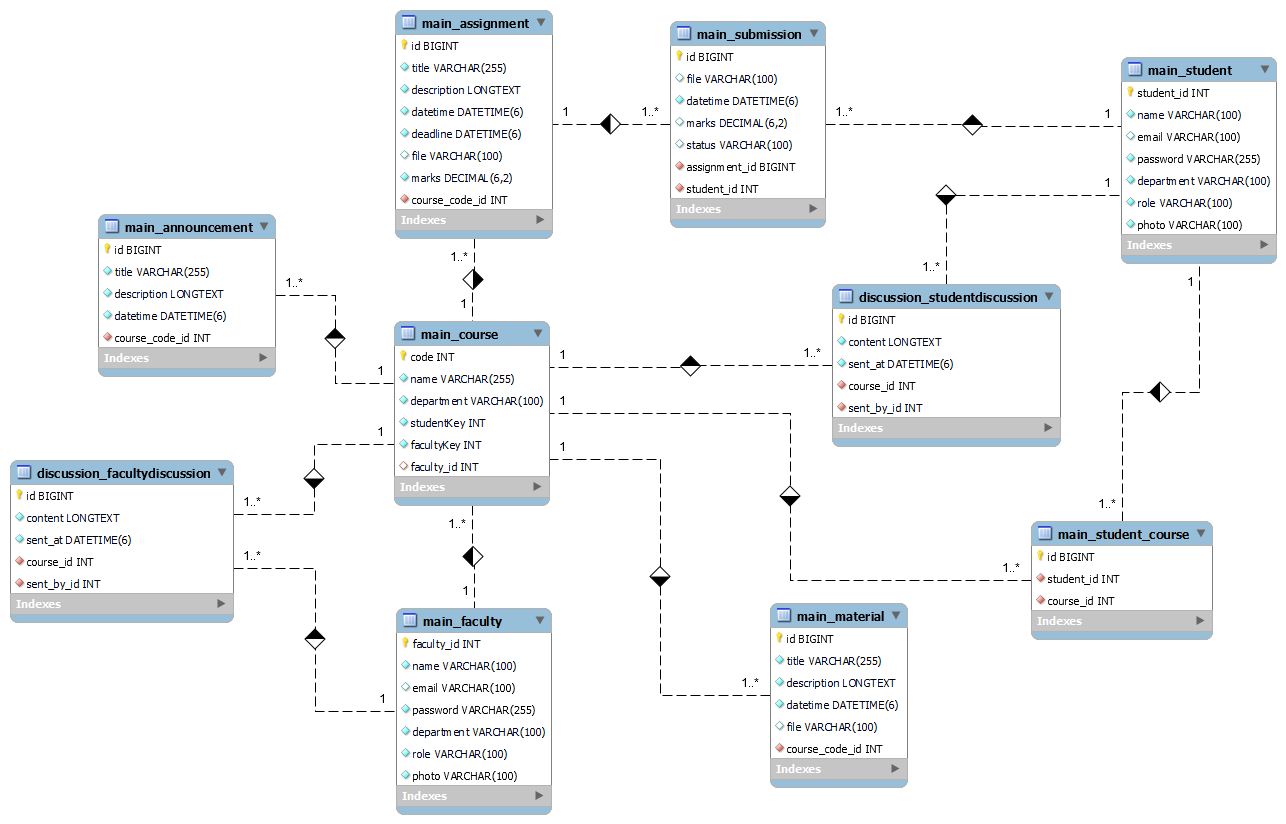 main_assignment
id BIGINT
title VARCHAR(255)
description LONGTEXT
datetime DATETIME(6)
deadline DATETIME(6)
file VARCHAR(100)
marks DECIMAL(6,2)
course_code_id INT
Indexes
1
1..*
main_submission
id BIGINT
file VARCHAR(100)
datetime DATETIME(6)
marks DECIMAL(6,2)
status VARCHAR(100)
assignment_id BIGINT
student_id INT
Indexes
1..*
1
main_student
student_id INT
name VARCHAR(100)
email VARCHAR(100)
password VARCHAR(255)
department VARCHAR(100)
role VARCHAR(100)
photo VARCHAR(100)
Indexes
1
1..*
1
1..*
1
main_announcement
id BIGINT
title VARCHAR(255)
description LONGTEXT
datetime DATETIME(6)
course_code_id INT
Indexes
1..*
1
main_course
code INT
name VARCHAR(255)
department VARCHAR(100)
studentKey INT
facultyKey INT
faculty_id INT
Indexes
1
1..*
1
1
1
discussion_studentdiscussion
id BIGINT
content LONGTEXT
sent_at DATETIME(6)
course_id INT
sent_by_id INT
Indexes
discussion_facultydiscussion
id BIGINT
content LONGTEXT
sent_at DATETIME(6)
course_id INT
sent_by_id INT
Indexes
1..*
1..*
1..*
1
1
main_faculty
faculty_id INT
name VARCHAR(100)
email VARCHAR(100)
password VARCHAR(255)
department VARCHAR(100)
role VARCHAR(100)
photo VARCHAR(100)
Indexes
1..*
main_material
id BIGINT
title VARCHAR(255)
description LONGTEXT
datetime DATETIME(6)
file VARCHAR(100)
course_code_id INT
Indexes
1..*
1..*
main_student_course
id BIGINT
student_id INT
course_id INT
Indexes